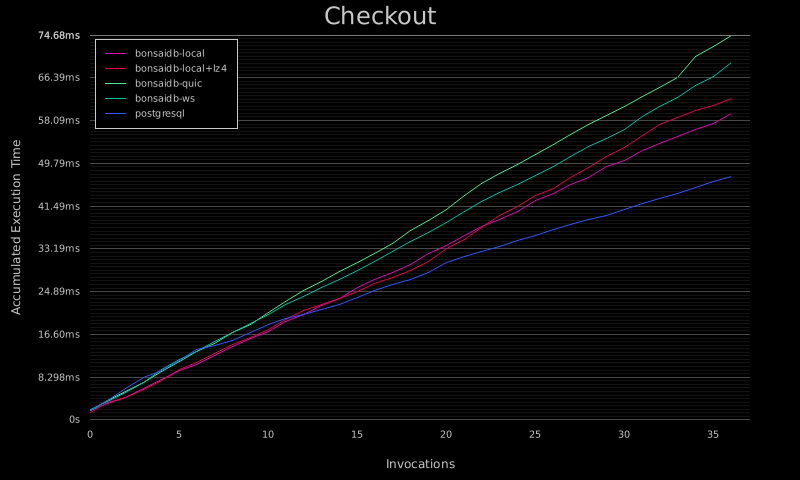 Checkout
74.68ms
66.39ms
58.09ms
49.79ms
41.49ms
33.19ms
24.89ms
16.60ms
8.298ms
0s
bonsaidb-local
bonsaidb-local+lz4
bonsaidb-quic
bonsaidb-ws
postgresql
Accumulated Execution Time
0 5 10 15 20 25 30 35
Invocations